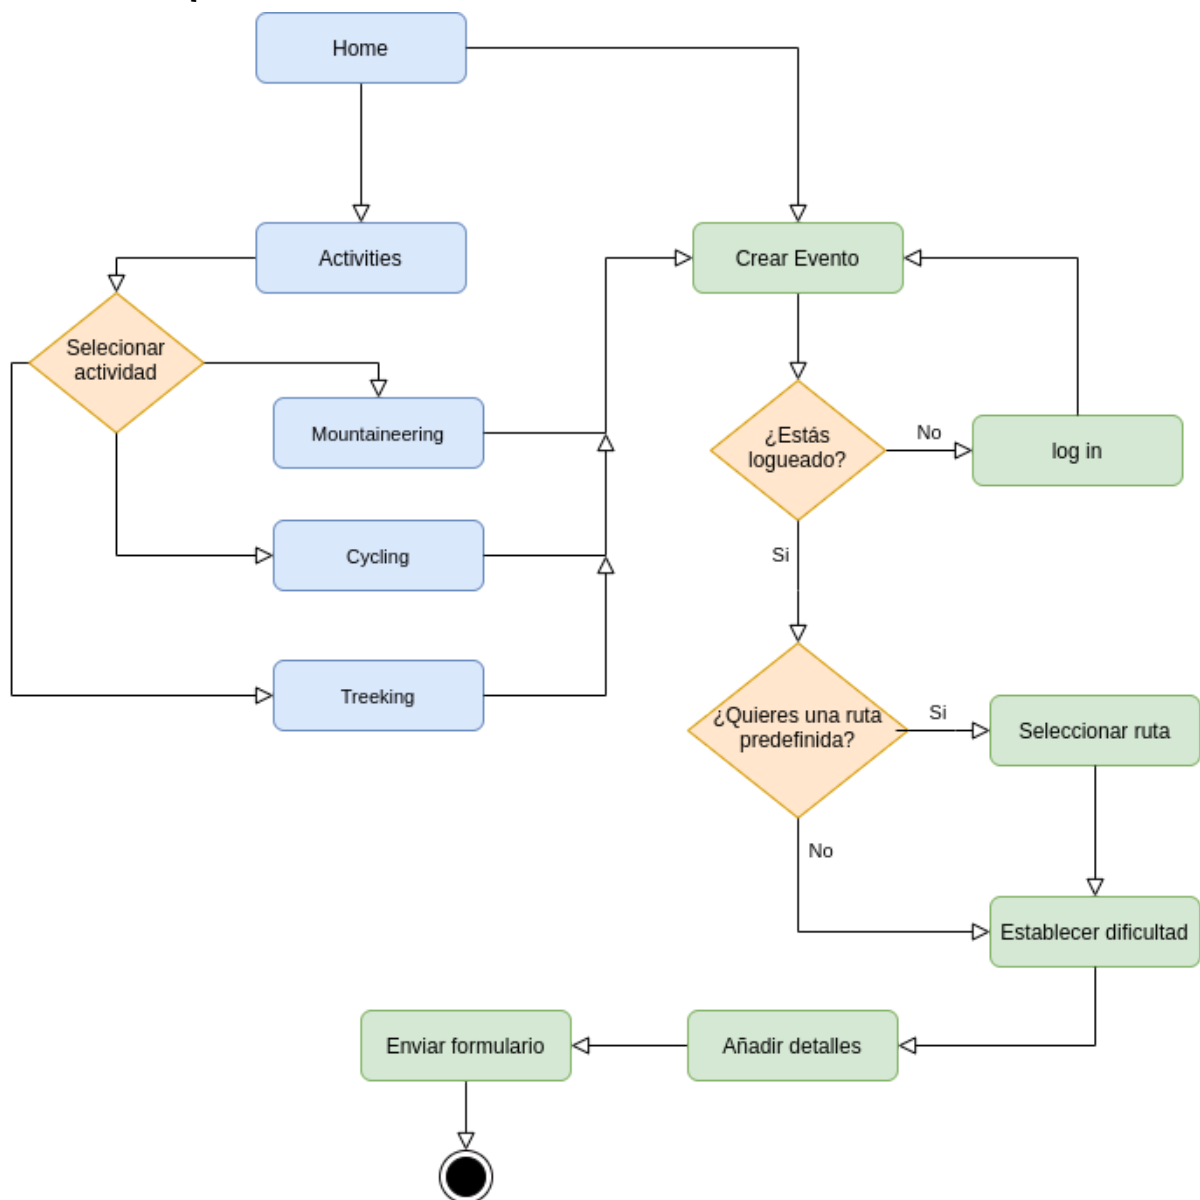 Home
Activities
Crear Evento
Selecionar
actividad
Mountaineering
¿Estás
logueado?
No
log in
Cycling
Si
Treeking
¿Quieres una ruta
predefinida?
Si
Seleccionar ruta
No
Establecer dificultad
Enviar formulario
Añadir detalles